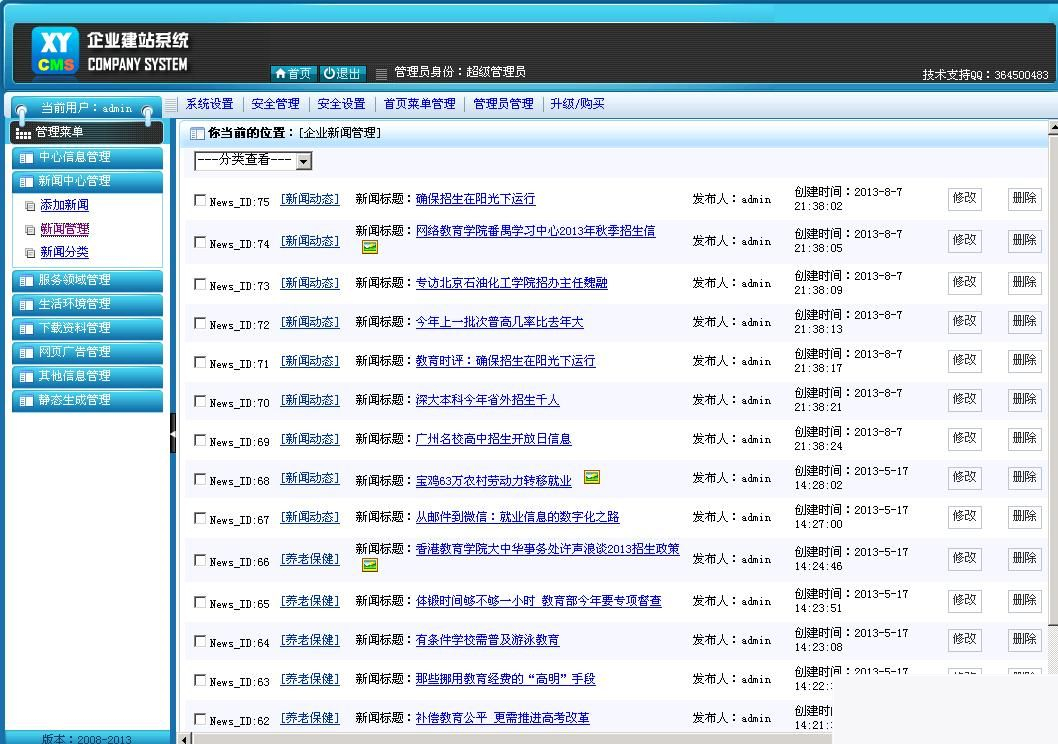 XY CMS 企业建站系统
COMPANY SYSTEM
首页 退出 管理员身份：超级管理员 技术支持QQ：364500483
当前用户：admin 系统设置 安全管理 安全设置 首页菜单管理 管理员管理 升级/购买
管理菜单
中心信息管理
新闻中心管理
添加新闻
新闻管理
新闻分类
服务领域管理
生活环境管理
下载资料管理
网页广告管理
其他信息管理
静态生成管理
版本：2008-2013
你当前的位置：[企业新闻管理]
---分类查看---
News_ID:75 [新闻动态] 新闻标题：确保招生在阳光下运行 发布人：admin 创建时间：2013-8-7 21:38:02 修改 删除
News_ID:74 [新闻动态] 新闻标题：网络教育学院番禺学习中心2013年秋季招生信 发布人：admin 创建时间：2013-8-7 21:38:05 修改 删除
News_ID:73 [新闻动态] 新闻标题：专访北京石油化工学院招办主任魏融 发布人：admin 创建时间：2013-8-7 21:38:09 修改 删除
News_ID:72 [新闻动态] 新闻标题：今年上一批次普高几率比去年大 发布人：admin 创建时间：2013-8-7 21:38:13 修改 删除
News_ID:71 [新闻动态] 新闻标题：教育时评：确保招生在阳光下运行 发布人：admin 创建时间：2013-8-7 21:38:17 修改 删除
News_ID:70 [新闻动态] 新闻标题：深大本科今年省外招生千人 发布人：admin 创建时间：2013-8-7 21:38:21 修改 删除
News_ID:69 [新闻动态] 新闻标题：广州名校高中招生开放日信息 发布人：admin 创建时间：2013-8-7 21:38:24 修改 删除
News_ID:68 [新闻动态] 新闻标题：宝鸡63万农村劳动力转移就业 发布人：admin 创建时间：2013-5-17 14:28:02 修改 删除
News_ID:67 [新闻动态] 新闻标题：从邮件到微信：就业信息的数字化之路 发布人：admin 创建时间：2013-5-17 14:27:00 修改 删除
News_ID:66 [养老保健] 新闻标题：香港教育学院大中华事务处许声浪谈2013招生政策 发布人：admin 创建时间：2013-5-17 14:24:46 修改 删除
News_ID:65 [养老保健] 新闻标题：体锻时间够不够一小时 教育部今年要专项督查 发布人：admin 创建时间：2013-5-17 14:23:51 修改 删除
News_ID:64 [养老保健] 新闻标题：有条件学校需普及游泳教育 发布人：admin 创建时间：2013-5-17 14:23:08 修改 删除
News_ID:63 [养老保健] 新闻标题：那些挪用教育经费的“高明”手段 发布人：admin 创建时间：2013-5-17 14:22:
News_ID:62 [养老保健] 新闻标题：补偿教育公平 更需推进高考改革 发布人：admin 创建时间 14:21: